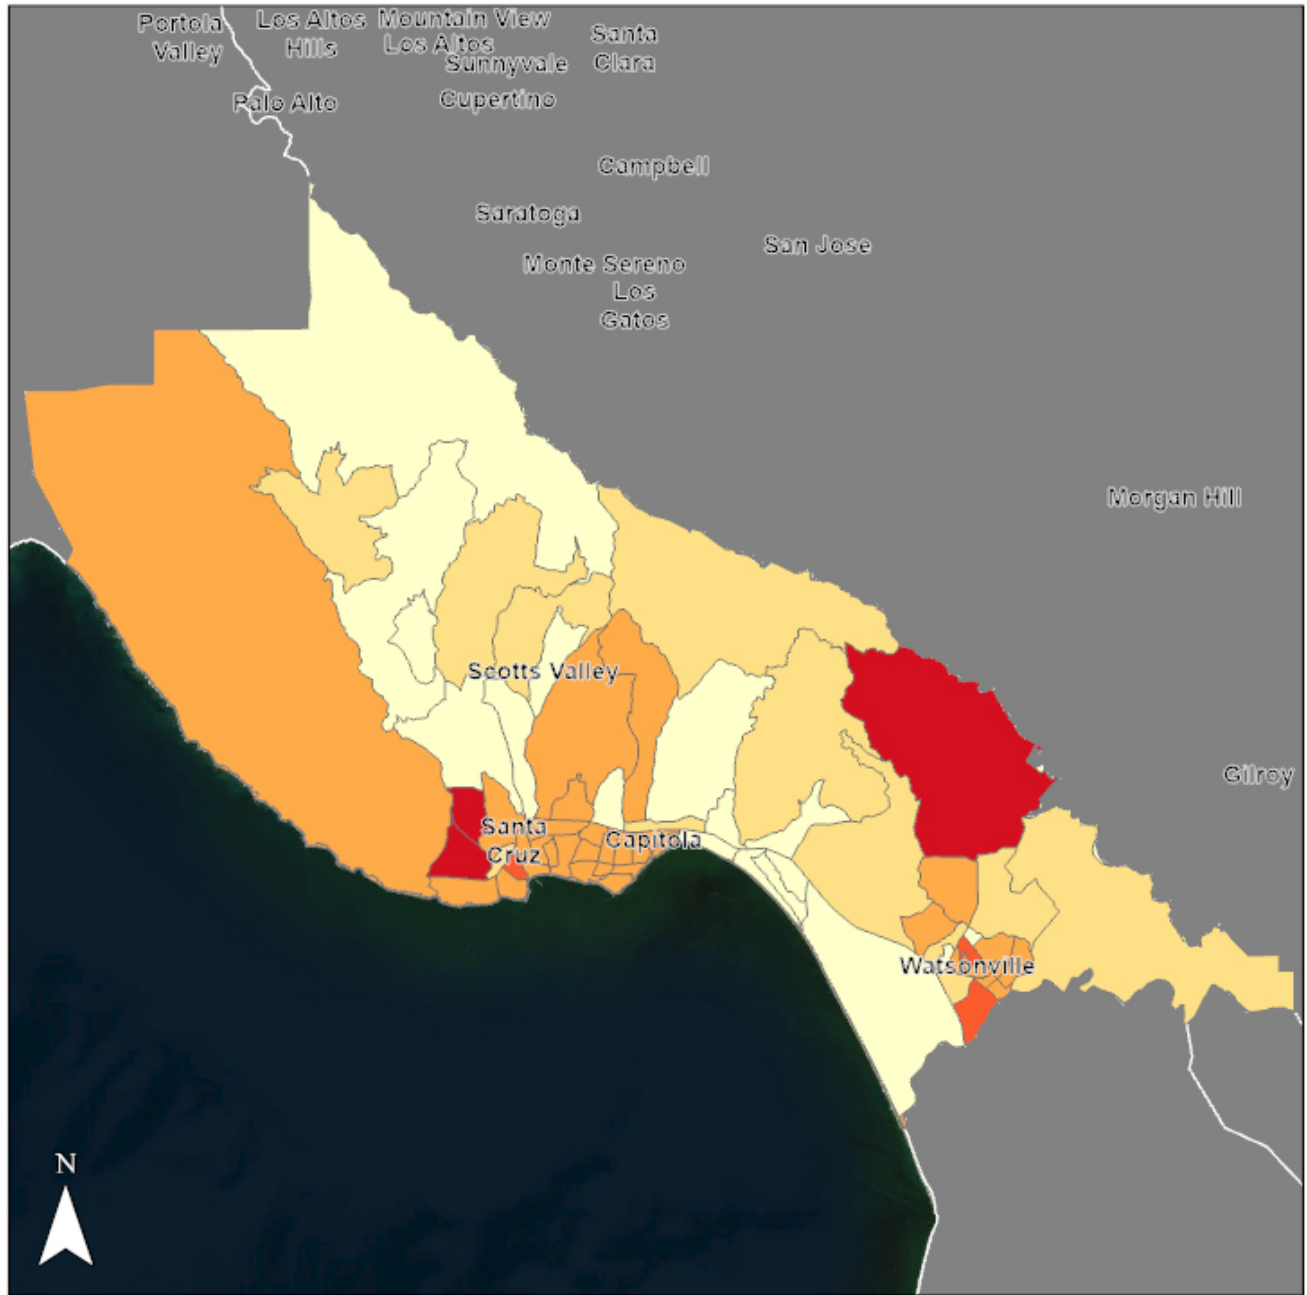 Portola
Valley
Los Altos
Hills
Mountain View
Los Altos
Sunnyvale
Santa
Clara
Palo Alto
Cupertino
Campbell
Saratoga
San Jose
Monte Sereno
Los
Gatos
Morgan Hill
Scotts Valley
Gilroy
Santa
Cruz
Capitola
Watsonville
N